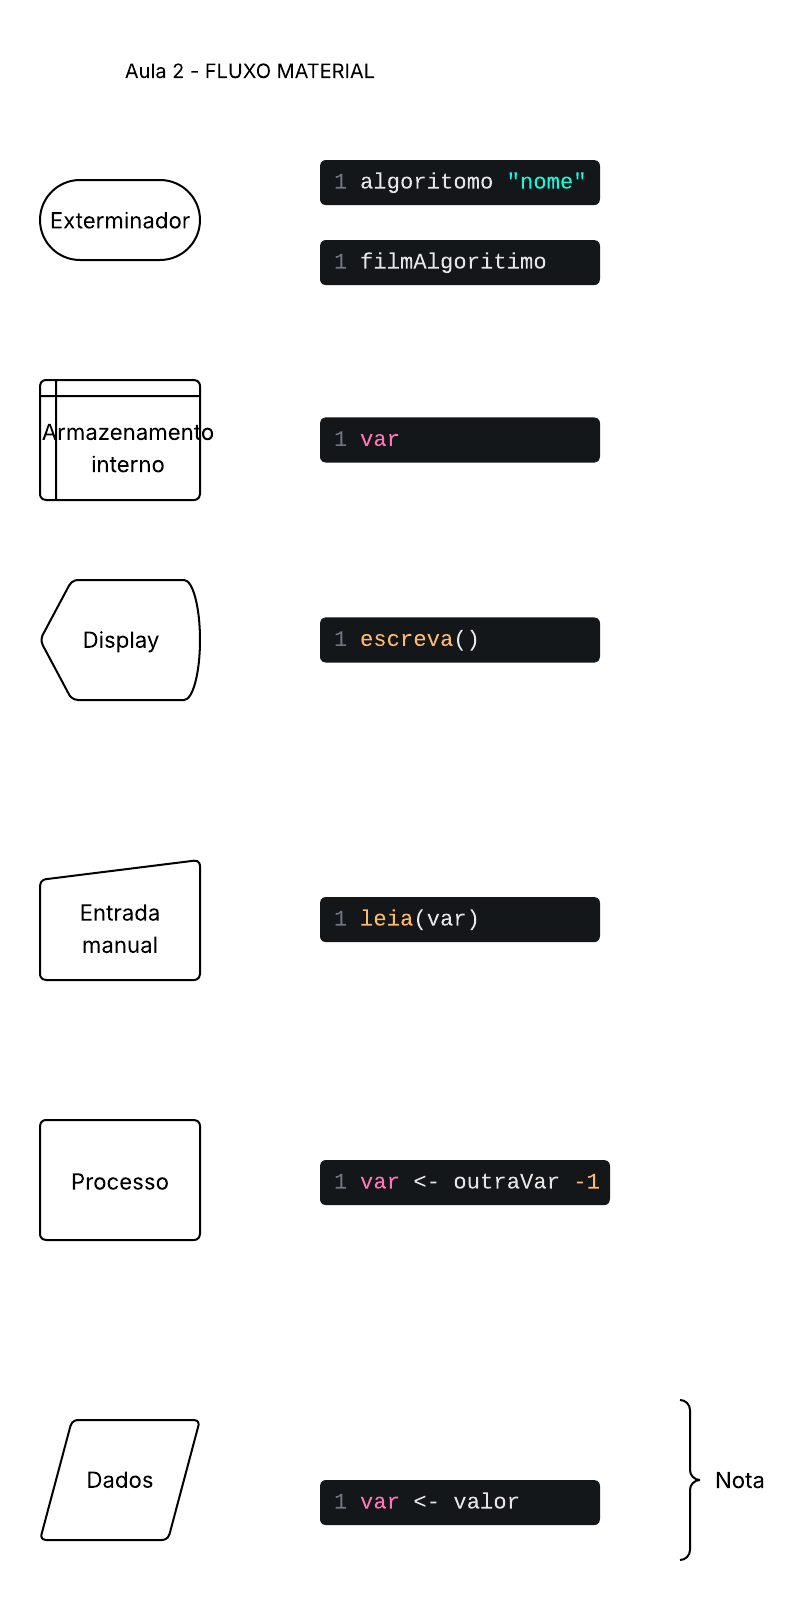 Aula 2 - FLUXO MATERIAL
Exterminador
1 algoritomo "nome"
1 filmAlgoritimo
Armazenamento
interno
1 var
Display
1 escreva()
Entrada
manual
1 leia(var)
Processo
1 var <- outraVar -1
Dados
1 var <- valor
Nota